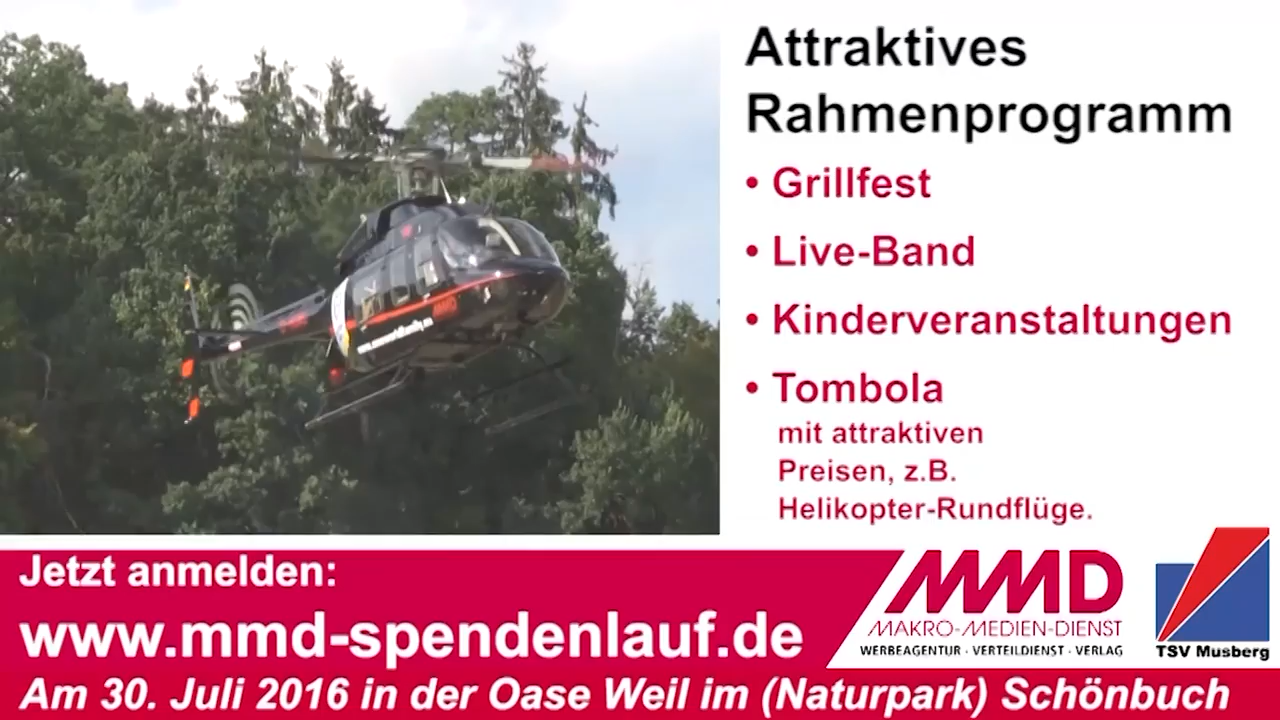 Attraktives
Rahmenprogramm
• Grillfest
• Live-Band
• Kinderveranstaltungen
• Tombola
mit attraktiven
Preisen, z.B.
Helikopter-Rundflüge.
Jetzt anmelden:
www.mmd-spendenlauf.de
Am 30. Juli 2016 in der Oase Weil im (Naturpark) Schönbuch
MMD
MAKRO-MEDIEN-DIENST
WERBEAGENTUR · VERTEILDIENST · VERLAG
TSV Musberg